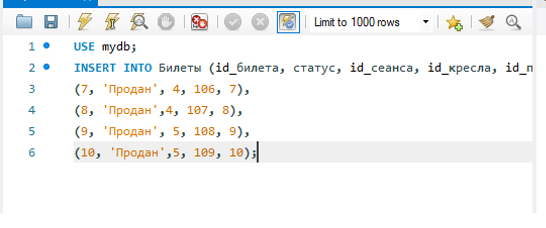 Limit to 1000 rows
1 USE mydb;
2 INSERT INTO Билеты (id_билета, статус, id_сеанса, id_кресла, id_п
3 (7, 'Продан', 4, 106, 7),
4 (8, 'Продан',4, 107, 8),
5 (9, 'Продан', 5, 108, 9),
6 (10, 'Продан',5, 109, 10);